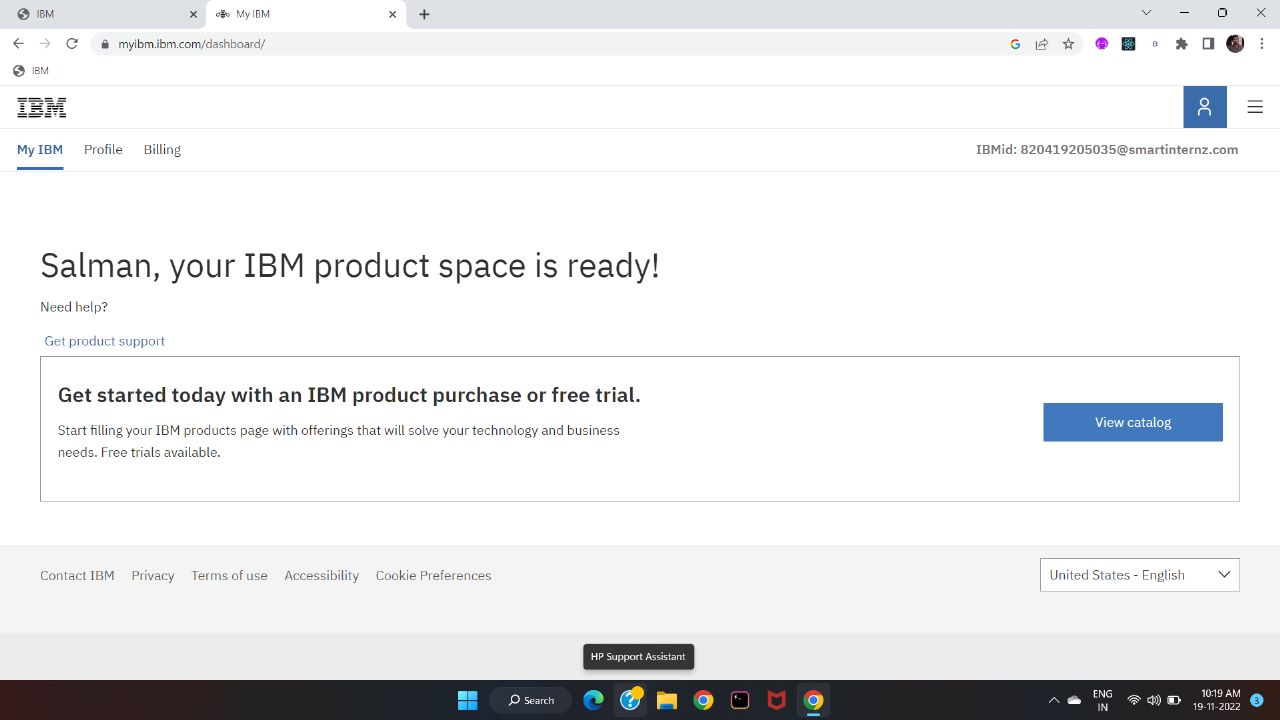 IBM
My IBM
myibm.ibm.com/dashboard/
IBM
IBM
My IBM
Profile
Billing
IBMid: 820419205035@smartinternz.com
Salman, your IBM product space is ready!
Need help?
Get product support
Get started today with an IBM product purchase or free trial.
Start filling your IBM products page with offerings that will solve your technology and business
needs. Free trials available.
View catalog
Contact IBM
Privacy
Terms of use
Accessibility
Cookie Preferences
United States - English
HP Support Assistant
Search
ENG
IN
10:19 AM
19-11-2022
3